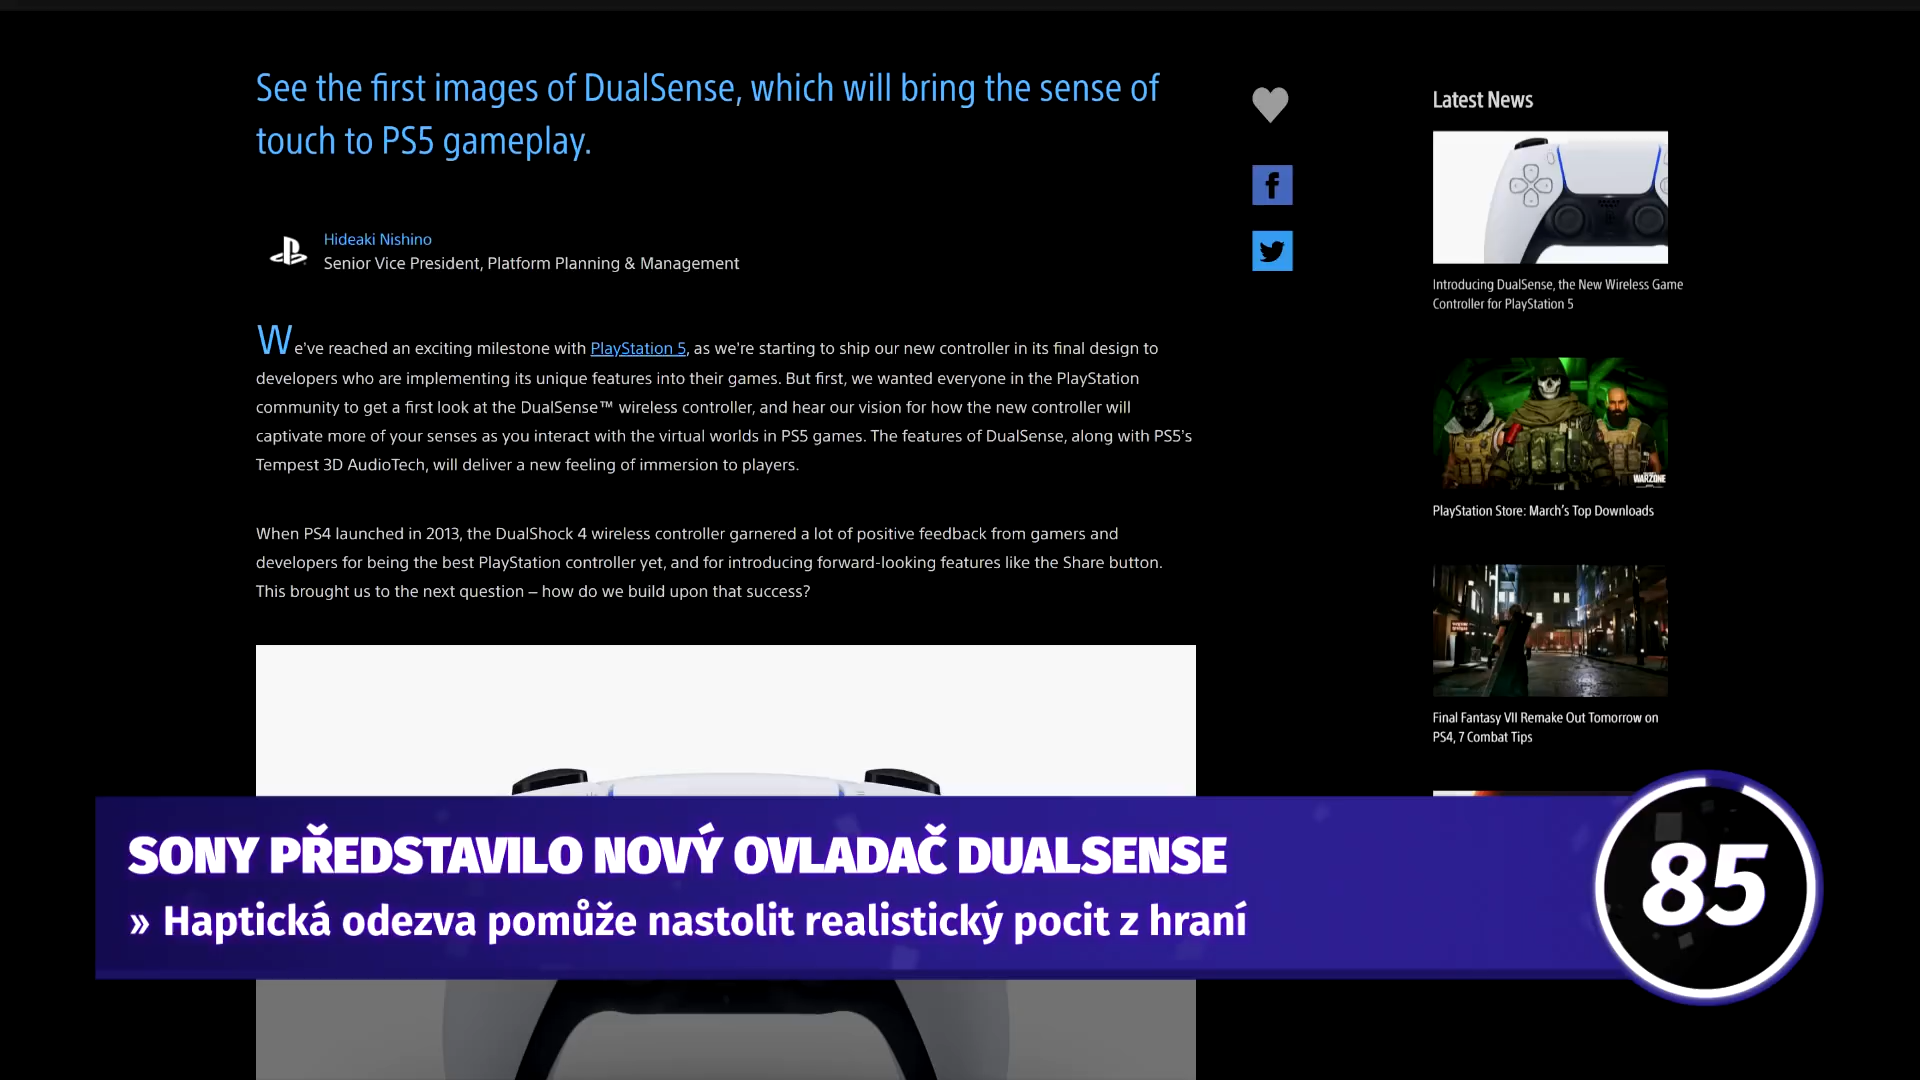 See the first images of DualSense, which will bring the sense of
touch to PS5 gameplay.
Hideaki Nishino
Senior Vice President, Platform Planning & Management
We've reached an exciting milestone with PlayStation 5, as we're starting to ship our new controller in its final design to
developers who are implementing its unique features into their games. But first, we wanted everyone in the PlayStation
community to get a first look at the DualSense™ wireless controller, and hear our vision for how the new controller will
captivate more of your senses as you interact with the virtual worlds in PS5 games. The features of DualSense, along with PS5's
Tempest 3D AudioTech, will deliver a new feeling of immersion to players.
When PS4 launched in 2013, the DualShock 4 wireless controller garnered a lot of positive feedback from gamers and
developers for being the best PlayStation controller yet, and for introducing forward-looking features like the Share button.
This brought us to the next question – how do we build upon that success?
Latest News
Introducing DualSense, the New Wireless Game
Controller for PlayStation 5
WARZONE
PlayStation Store: March's Top Downloads
Final Fantasy VII Remake Out Tomorrow on
PS4, 7 Combat Tips
SONY PŘEDSTAVILO NOVÝ OVLADAČ DUALSENSE
» Haptická odezva pomůže nastolit realistický pocit z hraní
85